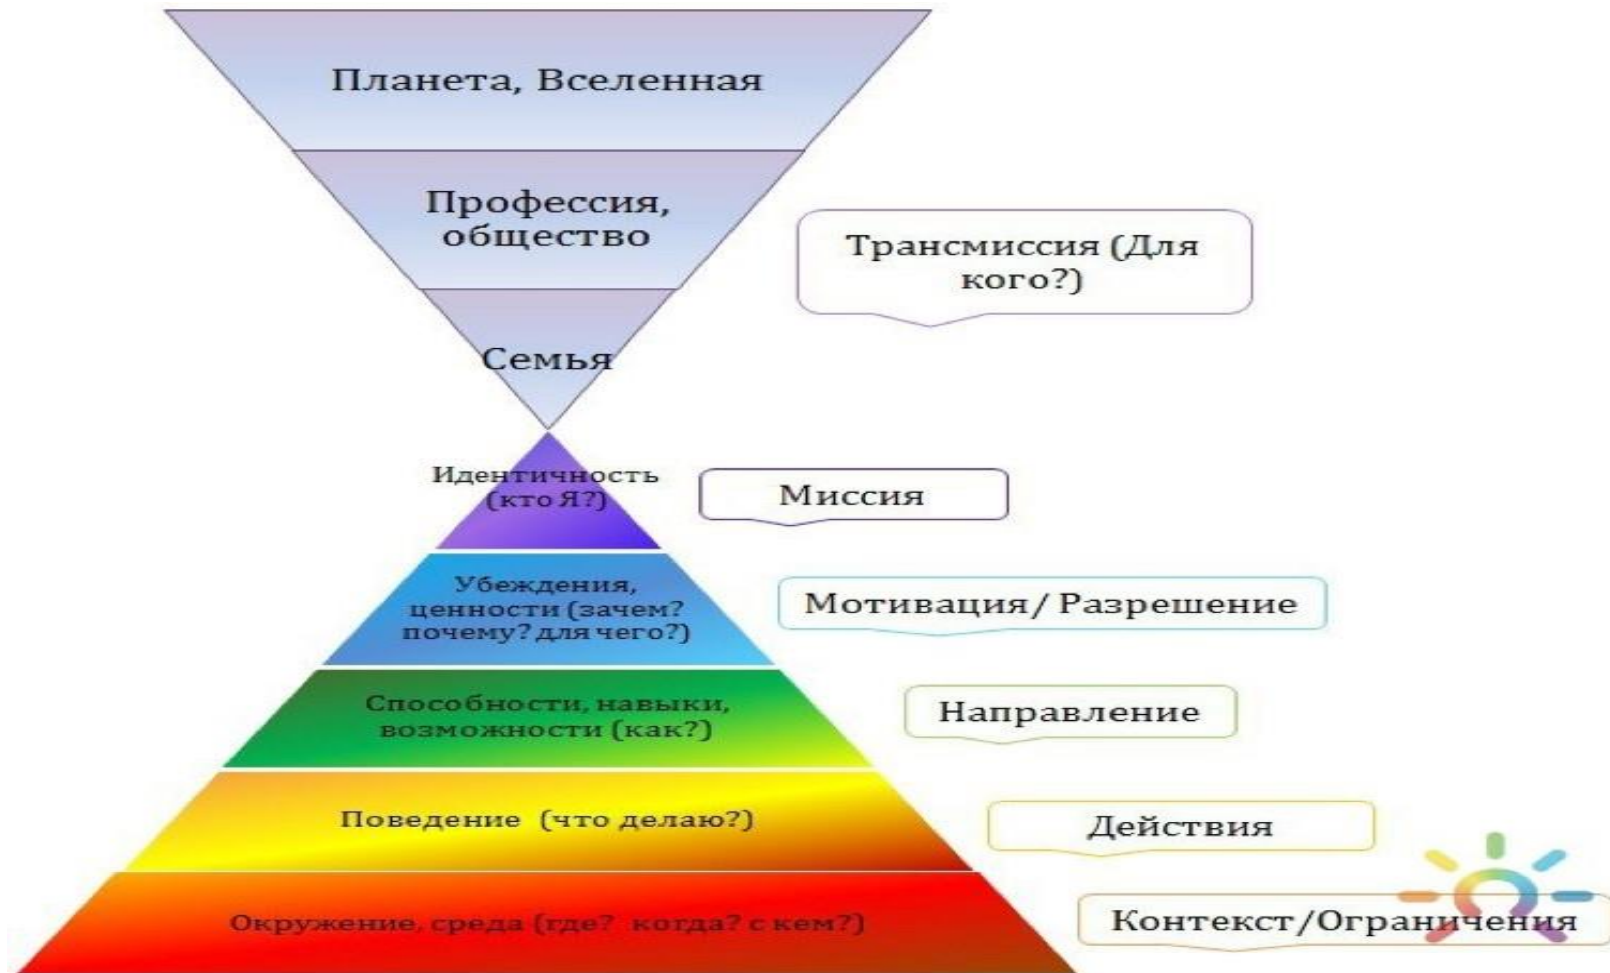 Планета, Вселенная
Профессия,
общество
Трансмиссия (Для
кого?)
Семья
Идентичность
(кто Я?)
Миссия
Убеждения,
ценности (зачем?
почему? для чего?)
Мотивация/ Разрешение
Способности, навыки,
возможности (как?)
Направление
Поведение (что делаю?)
Действия
Окружение, среда (где? когда? с кем?)
Контекст/Ограничения